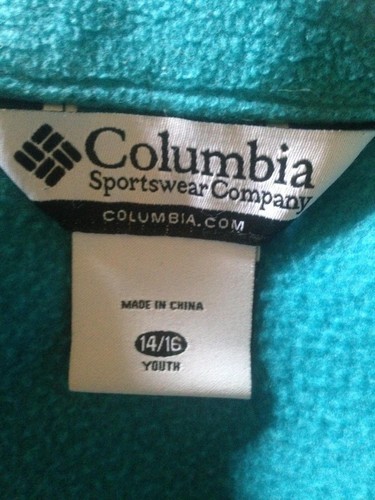 Columbia
Sportswear Company
COLUMBIA.COM
MADE IN CHINA
14/16
YOUTH